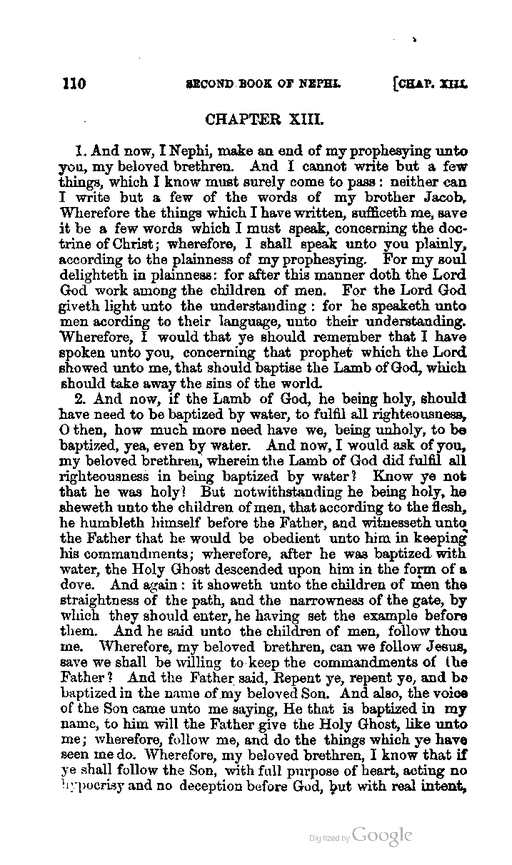 110 SECOND BOOK OF NEPHI. [CHAP. XIII.
CHAPTER XIII.
1. And now, I Nephi, make an end of my prophesying unto
you, my beloved brethren. And I cannot write but a few
things, which I know must surely come to pass: neither can
I write but a few of the words of my brother Jacob.
Wherefore the things which I have written, sufficeth me, save
it be a few words which I must speak, concerning the doc-
trine of Christ; wherefore, I shall speak unto you plainly,
according to the plainness of my prophesying. For my soul
delighteth in plainness: for after this manner doth the Lord
God work among the children of men. For the Lord God
giveth light unto the understanding: for he speaketh unto
men acording to their language, unto their understanding.
Wherefore, I would that ye should remember that I have
spoken unto you, concerning that prophet which the Lord
showed unto me, that should baptise the Lamb of God, which
should take away the sins of the world.
2. And now, if the Lamb of God, he being holy, should
have need to be baptized by water, to fulfil all righteousness,
O then, how much more need have we, being unholy, to be
baptized, yea, even by water. And now, I would ask of you,
my beloved brethren, wherein the Lamb of God did fulfil all
righteousness in being baptized by water? Know ye not
that he was holy? But notwithstanding he being holy, he
sheweth unto the children of men, that according to the flesh,
he humbleth himself before the Father, and witnesseth unto
the Father that he would be obedient unto him in keeping
his commandments; wherefore, after he was baptized with
water, the Holy Ghost descended upon him in the form of a
dove. And again: it showeth unto the children of men the
straightness of the path, and the narrowness of the gate, by
which they should enter, he having set the example before
them. And he said unto the children of men, follow thou
me. Wherefore, my beloved brethren, can we follow Jesus,
save we shall be willing to keep the commandments of the
Father? And the Father said, Repent ye, repent ye, and be
baptized in the name of my beloved Son. And also, the voice
of the Son came unto me saying, He that is baptized in my
name, to him will the Father give the Holy Ghost, like unto
me; wherefore, follow me, and do the things which ye have
seen me do. Wherefore, my beloved brethren, I know that if
ye shall follow the Son, with full purpose of heart, acting no
hypocrisy and no deception before God, but with real intent,
Digitized by Google